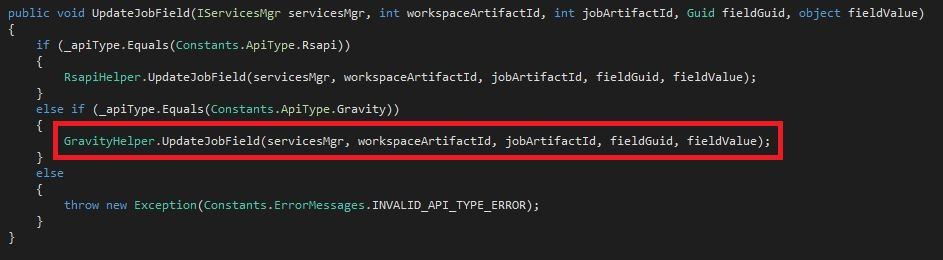 public void UpdateJobField(IServicesMgr servicesMgr, int workspaceArtifactId, int jobArtifactId, Guid fieldGuid, object fieldValue)
{
    if (_apiType.Equals(Constants.ApiType.Rsapi))
    {
        RsapiHelper.UpdateJobField(servicesMgr, workspaceArtifactId, jobArtifactId, fieldGuid, fieldValue);
    }
    else if (_apiType.Equals(Constants.ApiType.Gravity))
    {
        GravityHelper.UpdateJobField(servicesMgr, workspaceArtifactId, jobArtifactId, fieldGuid, fieldValue);
    }
    else
    {
        throw new Exception(Constants.ErrorMessages.INVALID_API_TYPE_ERROR);
    }
}